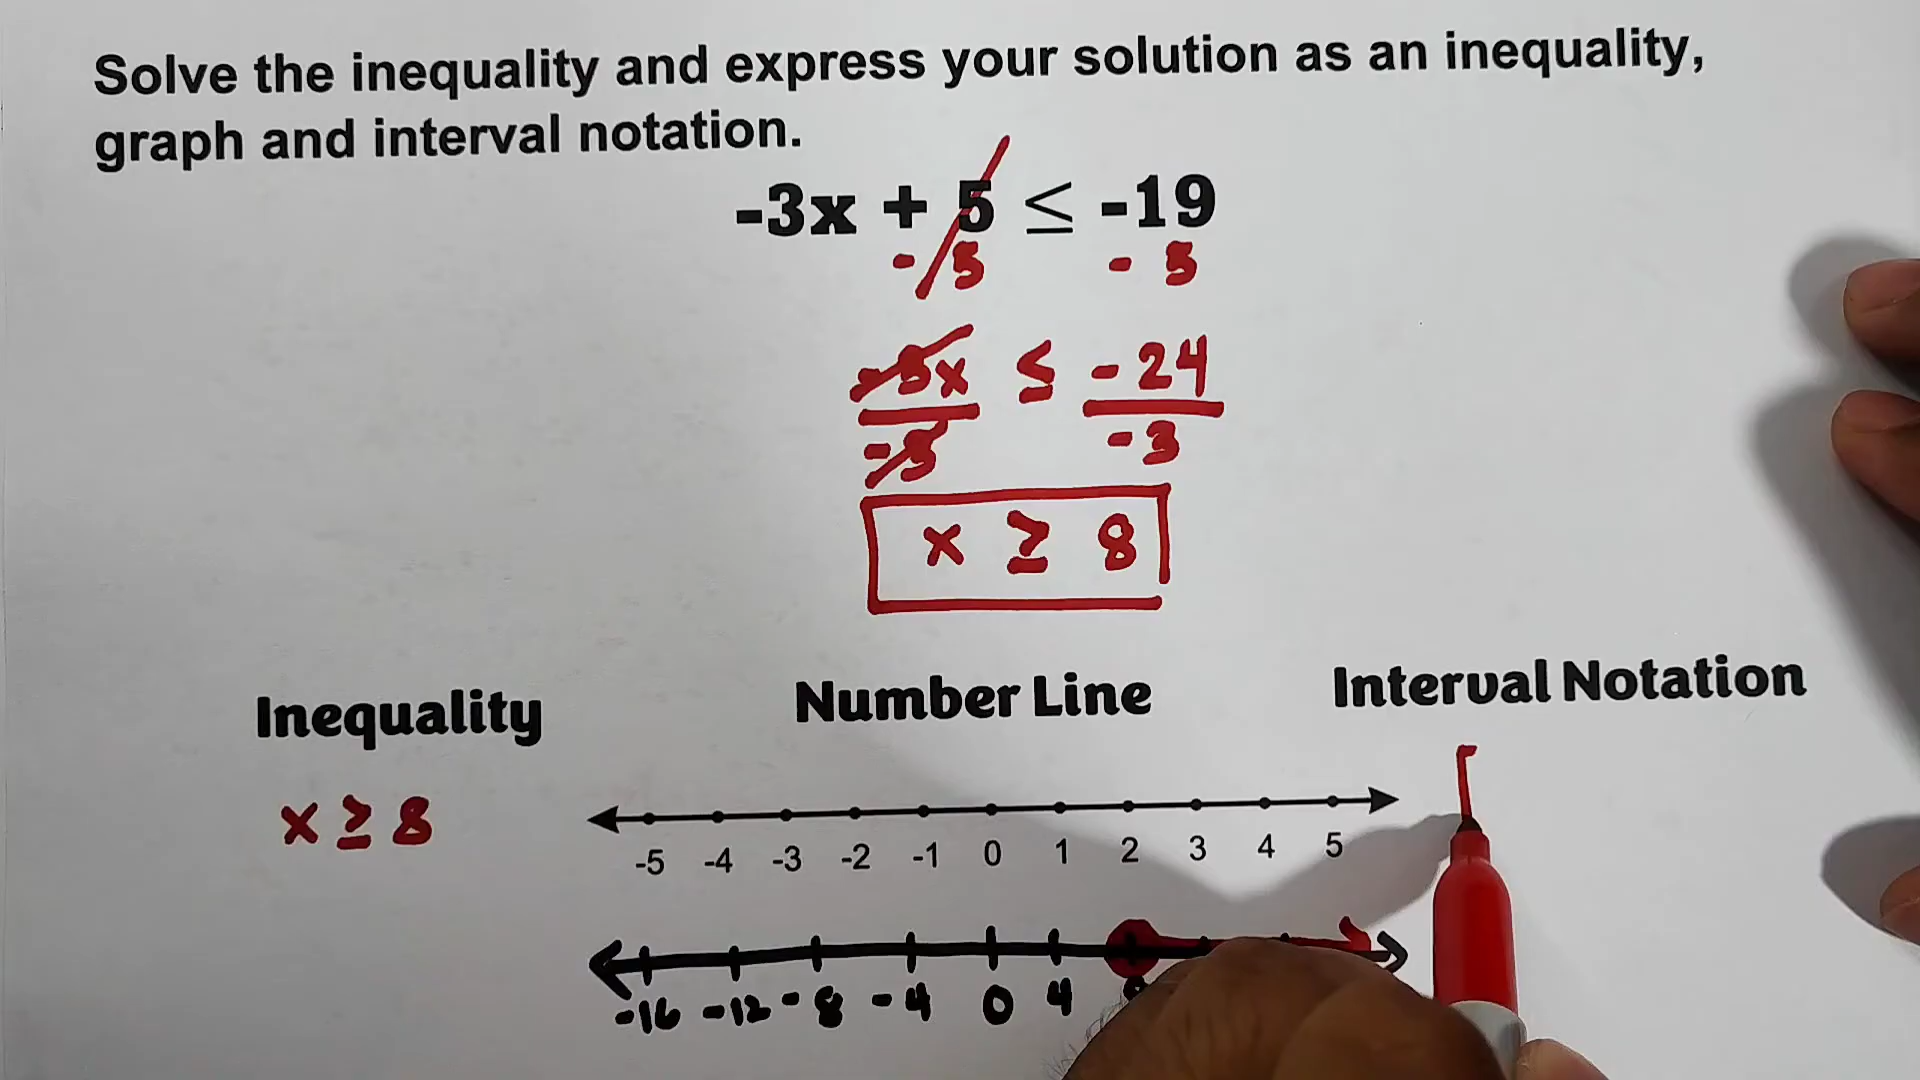 Solve the inequality and express your solution as an inequality,
graph and interval notation.
-3x + 5 ≤ -19
- 5 - 5
-3x ≤ -24
-3 -3
x ≥ 8
Inequality Number Line Interval Notation
x ≥ 8 [
-5 -4 -3 -2 -1 0 1 2 3 4 5
-16 -12 -8 -4 0 4